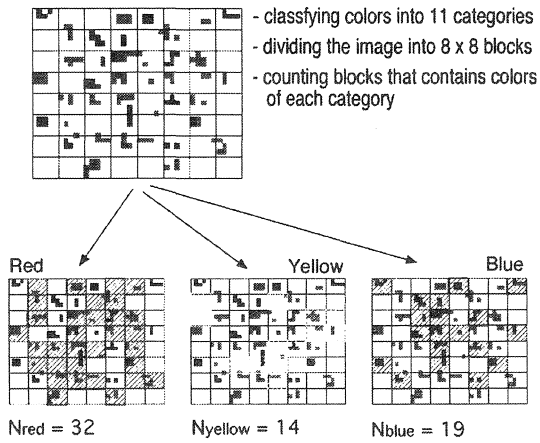 - classfying colors into 11 categories
- dividing the image into 8 x 8 blocks
- counting blocks that contains colors
of each category
Red
Yellow
Blue
Nred = 32
Nyellow = 14
Nblue = 19